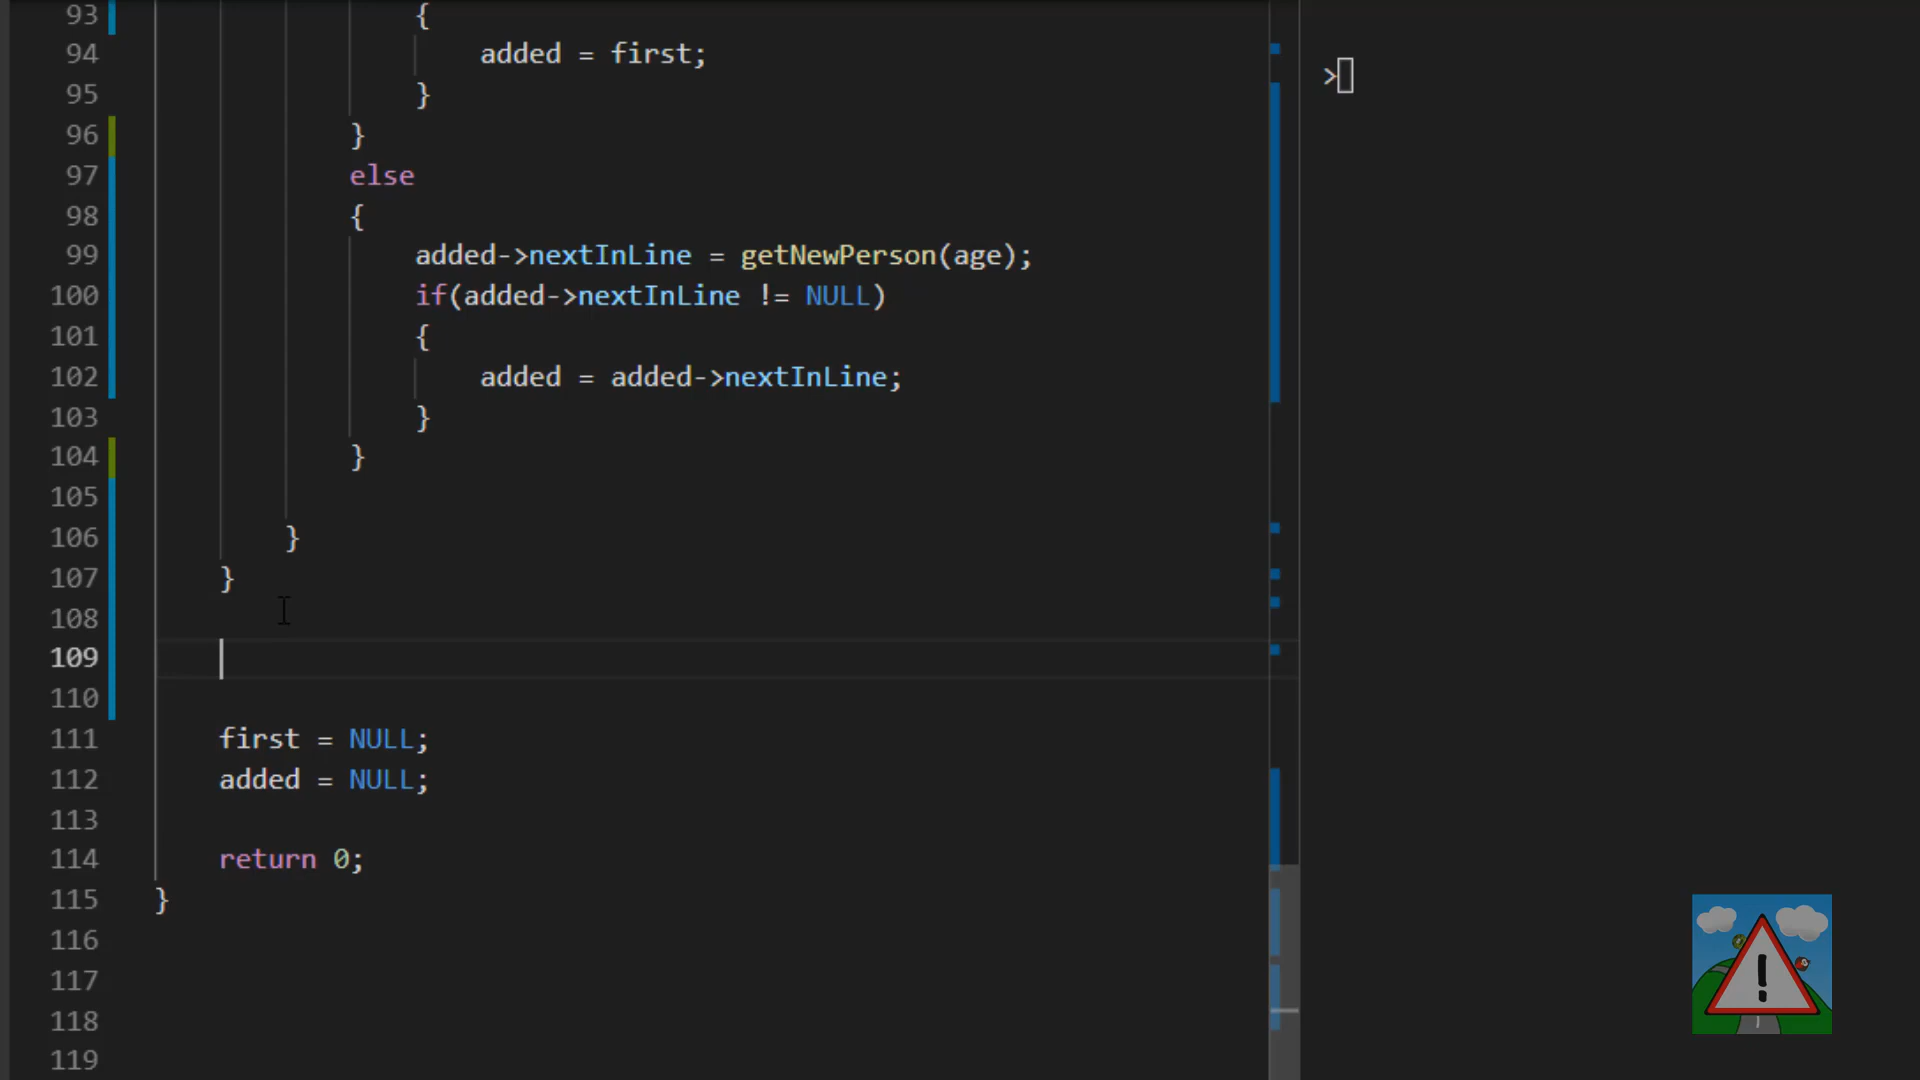 93 {
94 added = first;
95 }
96 }
97 else
98 {
99 added->nextInLine = getNewPerson(age);
100 if(added->nextInLine != NULL)
101 {
102 added = added->nextInLine;
103 }
104 }
105
106 }
107 }
108
109
110
111 first = NULL;
112 added = NULL;
113
114 return 0;
115 }
116
117
118
119
>
!